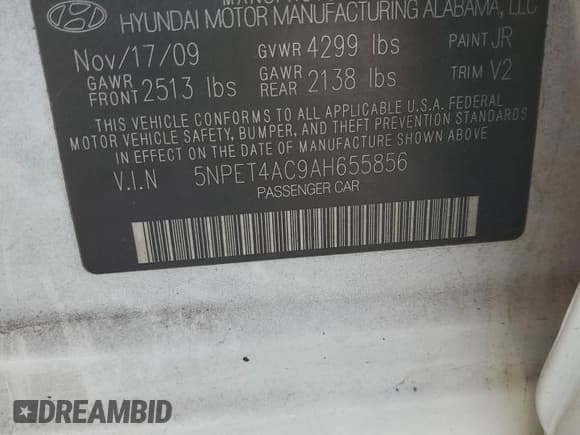 HYUNDAI MOTOR MANUFACTURING ALABAMA, LLC
Nov/17/09 GVWR 4299 lbs PAINT JR
GAWR FRONT 2513 lbs GAWR REAR 2138 lbs TRIM V2
THIS VEHICLE CONFORMS TO ALL APPLICABLE U.S.A. FEDERAL
MOTOR VEHICLE SAFETY, BUMPER, AND THEFT PREVENTION STANDARDS
IN EFFECT ON THE DATE OF MANUFACTURE SHOWN ABOVE.
V.I.N 5NPET4AC9AH655856
PASSENGER CAR
DREAMBID